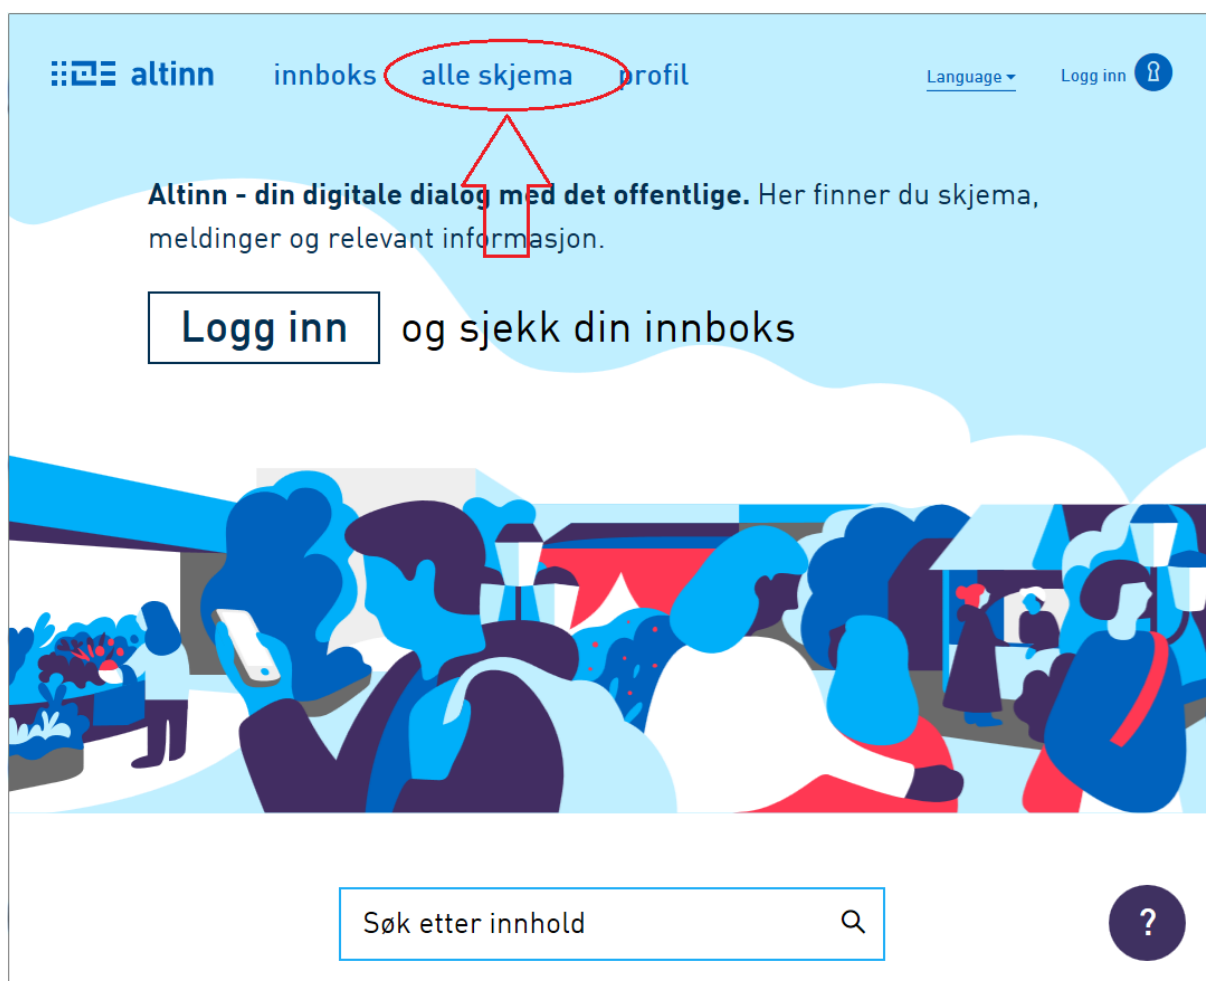 altinn innboks alle skjema profil Language Logg inn
Altinn - din digitale dialog med det offentlige. Her finner du skjema,
meldinger og relevant informasjon.
Logg inn og sjekk din innboks
Søk etter innhold
?